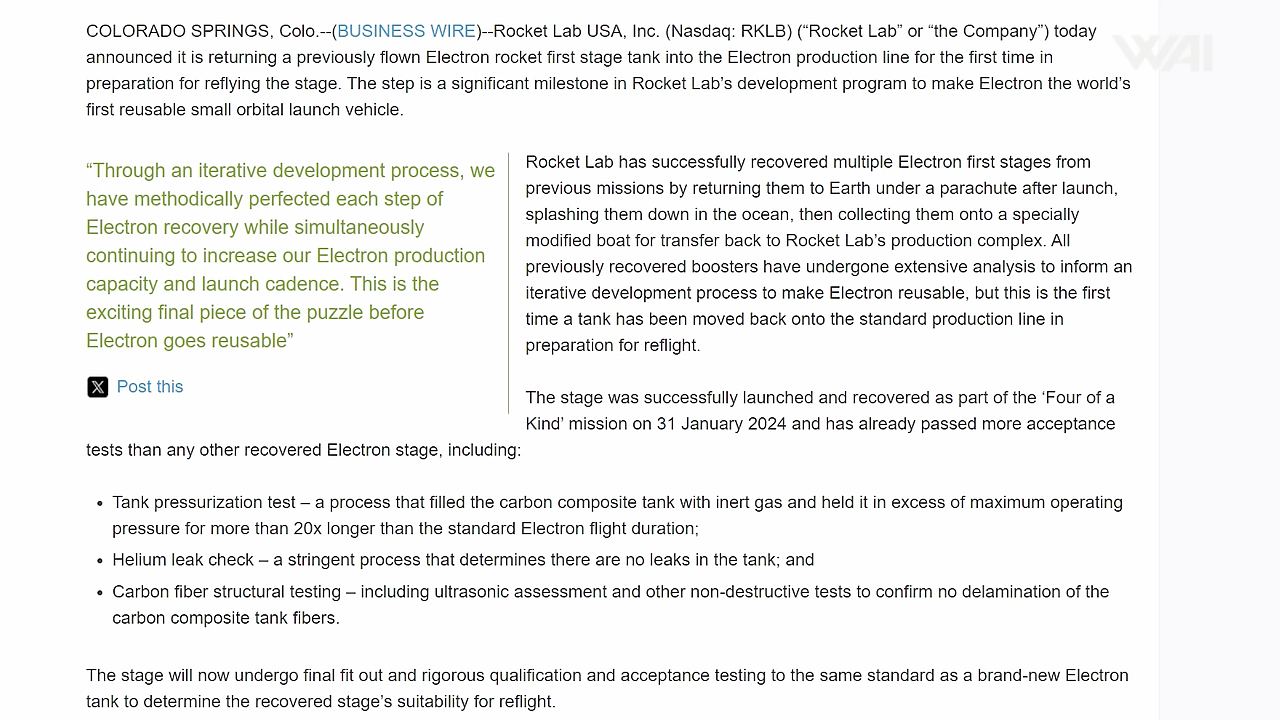 COLORADO SPRINGS, Colo.--(BUSINESS WIRE)--Rocket Lab USA, Inc. (Nasdaq: RKLB) (“Rocket Lab” or “the Company”) today
announced it is returning a previously flown Electron rocket first stage tank into the Electron production line for the first time in
preparation for reflying the stage. The step is a significant milestone in Rocket Lab’s development program to make Electron the world’s
first reusable small orbital launch vehicle.
WAI
“Through an iterative development process, we
have methodically perfected each step of
Electron recovery while simultaneously
continuing to increase our Electron production
capacity and launch cadence. This is the
exciting final piece of the puzzle before
Electron goes reusable”
Post this
Rocket Lab has successfully recovered multiple Electron first stages from
previous missions by returning them to Earth under a parachute after launch,
splashing them down in the ocean, then collecting them onto a specially
modified boat for transfer back to Rocket Lab’s production complex. All
previously recovered boosters have undergone extensive analysis to inform an
iterative development process to make Electron reusable, but this is the first
time a tank has been moved back onto the standard production line in
preparation for reflight.
The stage was successfully launched and recovered as part of the ‘Four of a
Kind’ mission on 31 January 2024 and has already passed more acceptance
tests than any other recovered Electron stage, including:
• Tank pressurization test – a process that filled the carbon composite tank with inert gas and held it in excess of maximum operating
pressure for more than 20x longer than the standard Electron flight duration;
• Helium leak check – a stringent process that determines there are no leaks in the tank; and
• Carbon fiber structural testing – including ultrasonic assessment and other non-destructive tests to confirm no delamination of the
carbon composite tank fibers.
The stage will now undergo final fit out and rigorous qualification and acceptance testing to the same standard as a brand-new Electron
tank to determine the recovered stage’s suitability for reflight.